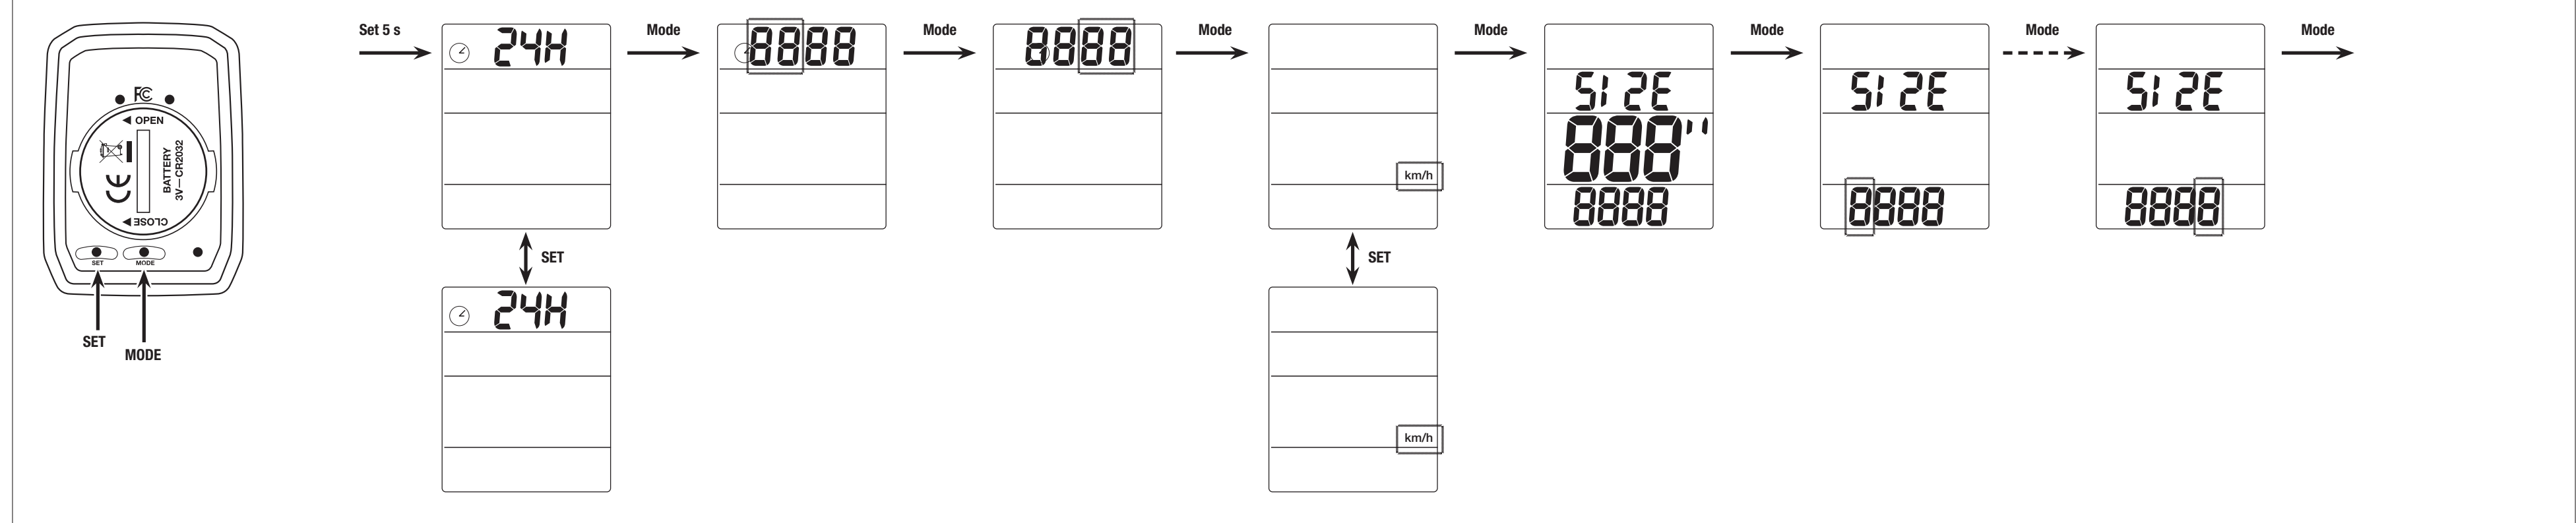 FC
OPEN
BATTERY
3V—CR2032
CE
CLOSE
SET
MODE
SET
MODE
Set 5 s
24H
SET
24H
Mode
8888
Mode
8888
Mode
km/h
SET
km/h
Mode
SIZE
888"
8888
Mode
SIZE
8888
Mode
SIZE
8888
Mode